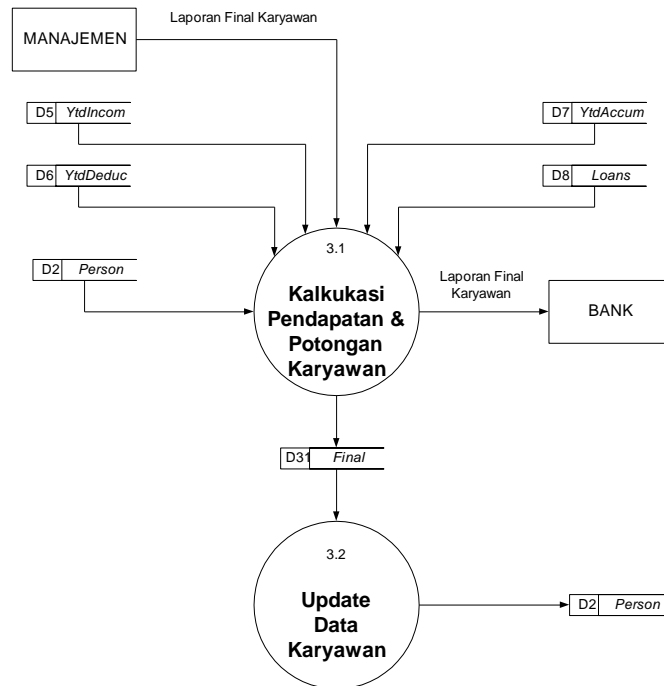 Laporan Final Karyawan
MANAJEMEN
D5 YtdIncom
D7 YtdAccum
D6 YtdDeduc
D8 Loans
3.1
D2 Person
Kalkukasi
Pendapatan &
Potongan
Karyawan
Laporan Final
Karyawan
BANK
D31 Final
3.2
Update
Data
Karyawan
D2 Person